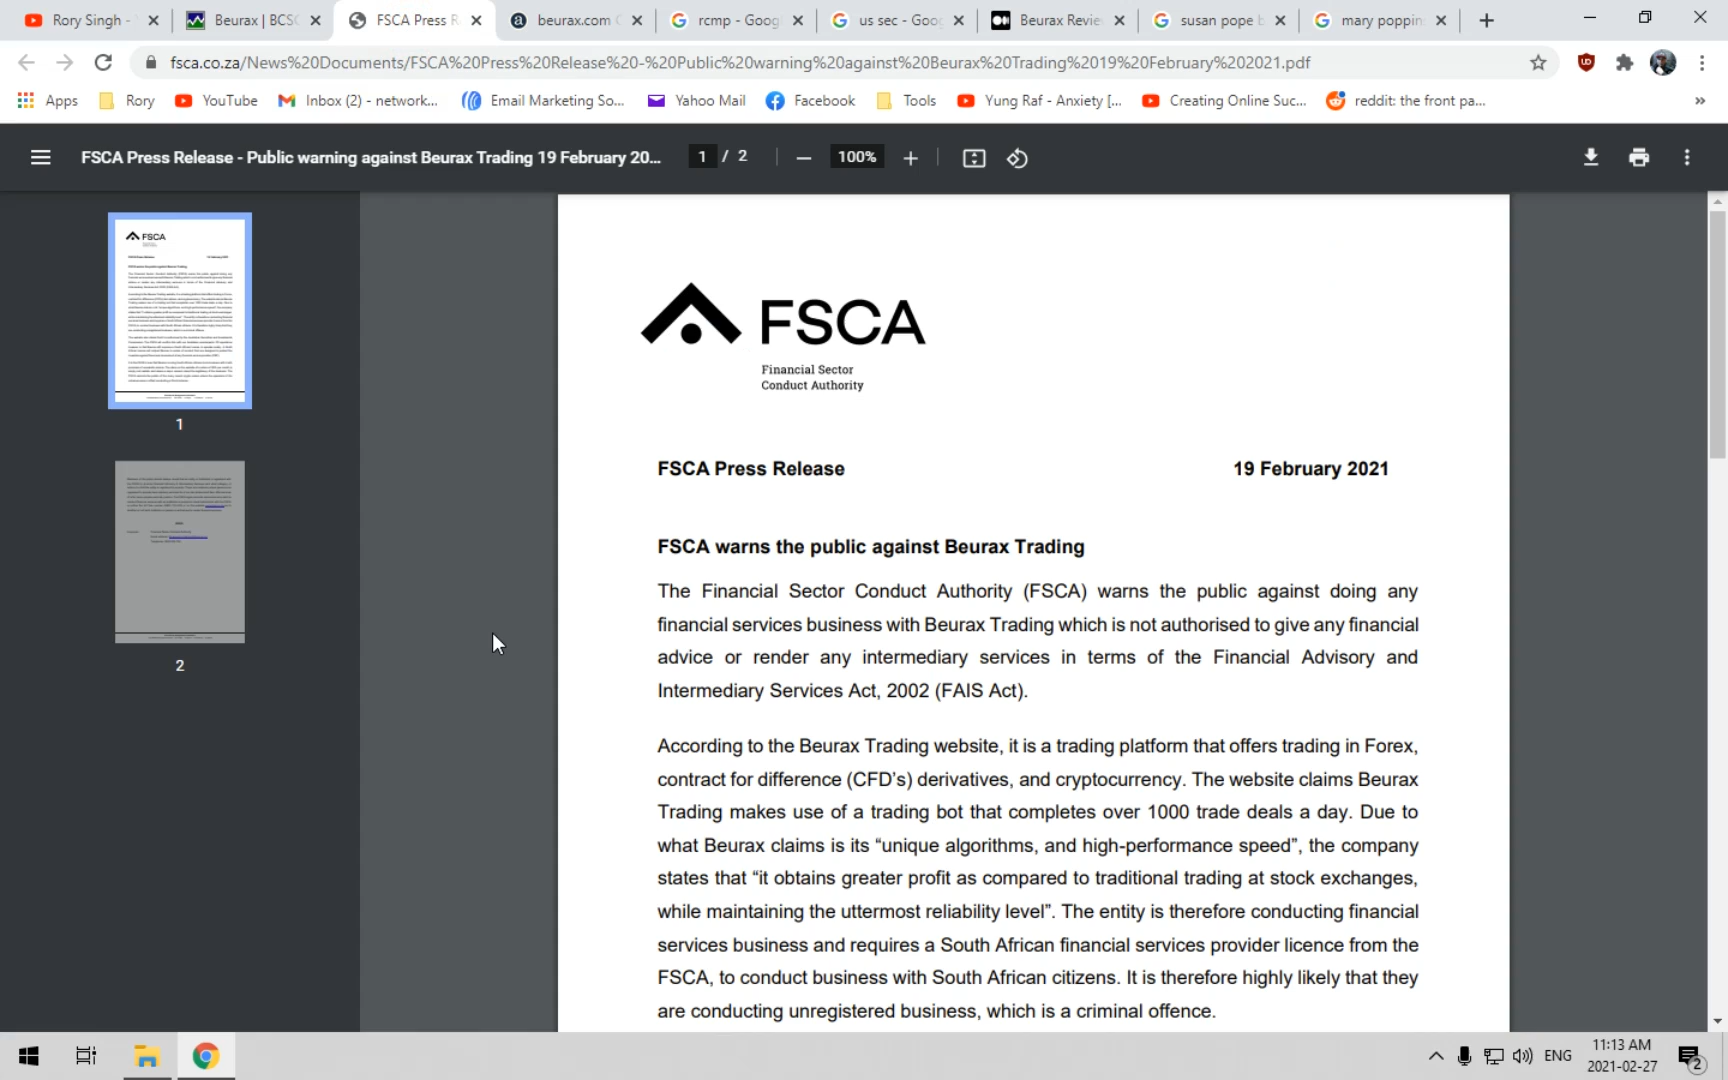 Rory Singh -
Beurax | BCSC
FSCA Press R
beurax.com
rcmp - Goog
us sec - Goo
Beurax Revie
susan pope b
mary poppin
fsca.co.za/News%20Documents/FSCA%20Press%20Release%20-%20Public%20warning%20against%20Beurax%20Trading%2019%20February%202021.pdf
Apps
Rory
YouTube
Inbox (2) - network...
Email Marketing So...
Yahoo Mail
Facebook
Tools
Yung Raf - Anxiety [...
Creating Online Suc...
reddit: the front pa...
»
FSCA Press Release - Public warning against Beurax Trading 19 February 20...
1 / 2
100%
FSCA
1
2
FSCA
Financial Sector
Conduct Authority
FSCA Press Release
19 February 2021
FSCA warns the public against Beurax Trading
The Financial Sector Conduct Authority (FSCA) warns the public against doing any
financial services business with Beurax Trading which is not authorised to give any financial
advice or render any intermediary services in terms of the Financial Advisory and
Intermediary Services Act, 2002 (FAIS Act).
According to the Beurax Trading website, it is a trading platform that offers trading in Forex,
contract for difference (CFD's) derivatives, and cryptocurrency. The website claims Beurax
Trading makes use of a trading bot that completes over 1000 trade deals a day. Due to
what Beurax claims is its “unique algorithms, and high-performance speed”, the company
states that “it obtains greater profit as compared to traditional trading at stock exchanges,
while maintaining the uttermost reliability level”. The entity is therefore conducting financial
services business and requires a South African financial services provider licence from the
FSCA, to conduct business with South African citizens. It is therefore highly likely that they
are conducting unregistered business, which is a criminal offence.
ENG
11:13 AM
2021-02-27
2